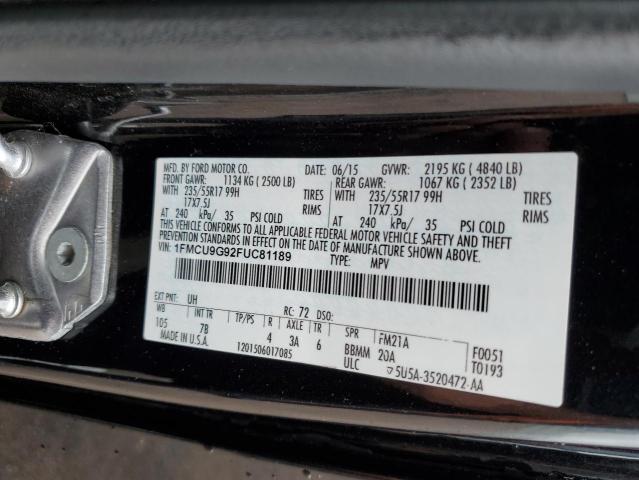 MFD. BY FORD MOTOR CO. DATE: 06/15 GVWR: 2195 KG ( 4840 LB)
FRONT GAWR: 1134 KG ( 2500 LB) REAR GAWR: 1067 KG ( 2352 LB)
WITH 235/55R17 99H TIRES WITH 235/55R17 99H TIRES
17X7.5J RIMS 17X7.5J RIMS
AT 240 kPa/ 35 PSI COLD AT 240 kPa/ 35 PSI COLD
THIS VEHICLE CONFORMS TO ALL APPLICABLE FEDERAL MOTOR VEHICLE SAFETY AND THEFT
PREVENTION STANDARDS IN EFFECT ON THE DATE OF MANUFACTURE SHOWN ABOVE.
VIN: 1FMCU9G92FUC81189 TYPE: MPV
EXT PNT: UH RC: 72 DSO: F0051
WB TP/PS R AXLE TR SPR FM21A T0193
105 7B 4 3A 6 BBMM 20A
MADE IN U.S.A. 1201506017085 ULC 5U5A-3520472-AA